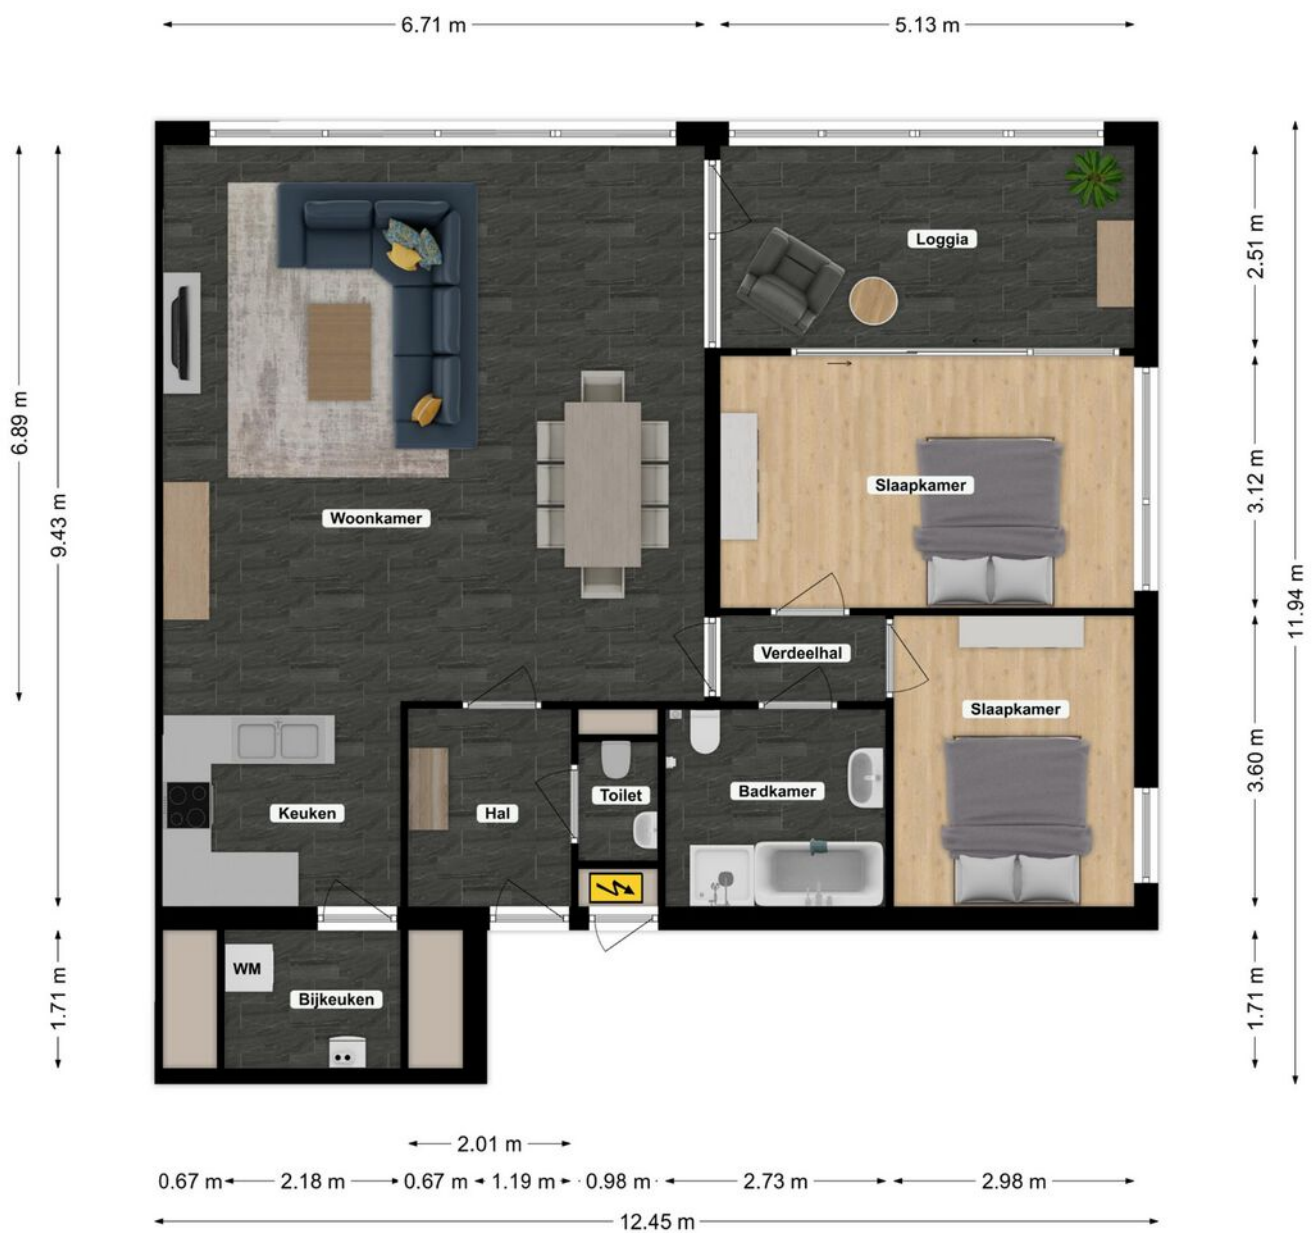 6.71 m
5.13 m
Loggia
2.51 m
6.89 m
9.43 m
Woonkamer
Slaapkamer
3.12 m
11.94 m
Verdeelhal
Slaapkamer
Keuken
Hal
Toilet
Badkamer
3.60 m
WM
Bijkeuken
1.71 m
1.71 m
2.01 m
0.67 m
2.18 m
0.67 m
1.19 m
0.98 m
2.73 m
2.98 m
12.45 m